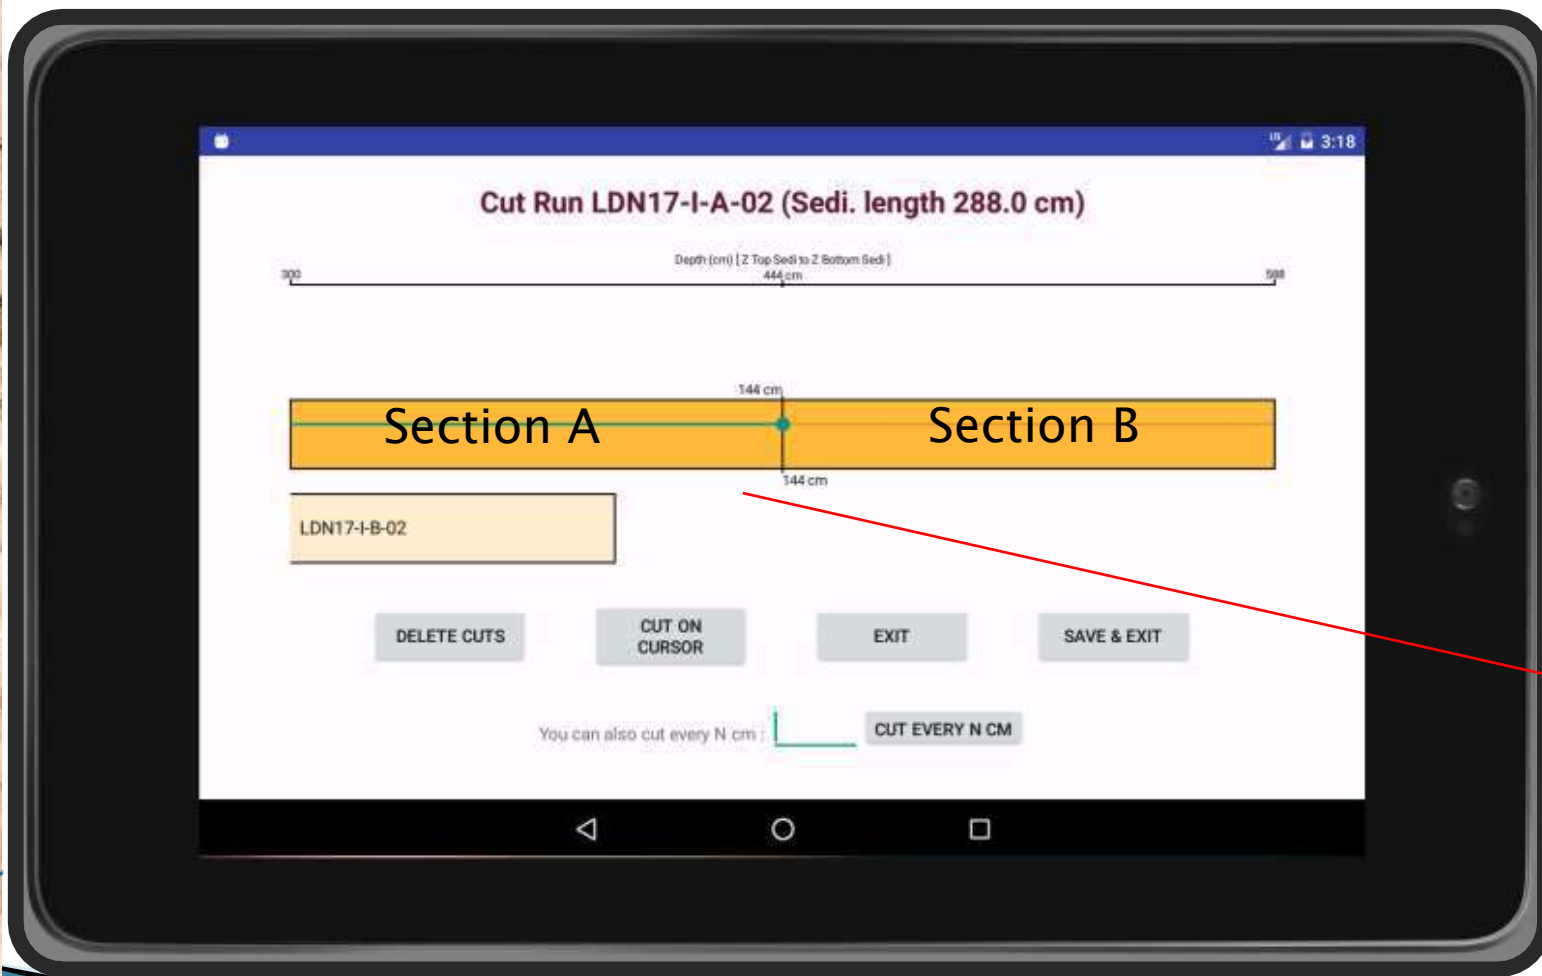 3:18
Cut Run LDN17-I-A-02 (Sedi. length 288.0 cm)
Depth (cm) [ Z Top Sedi to Z Bottom Sedi ]
300 444 cm 588
144 cm
Section A Section B
144 cm
LDN17-I-B-02
DELETE CUTS
CUT ON
CURSOR
EXIT
SAVE & EXIT
You can also cut every N cm :
CUT EVERY N CM